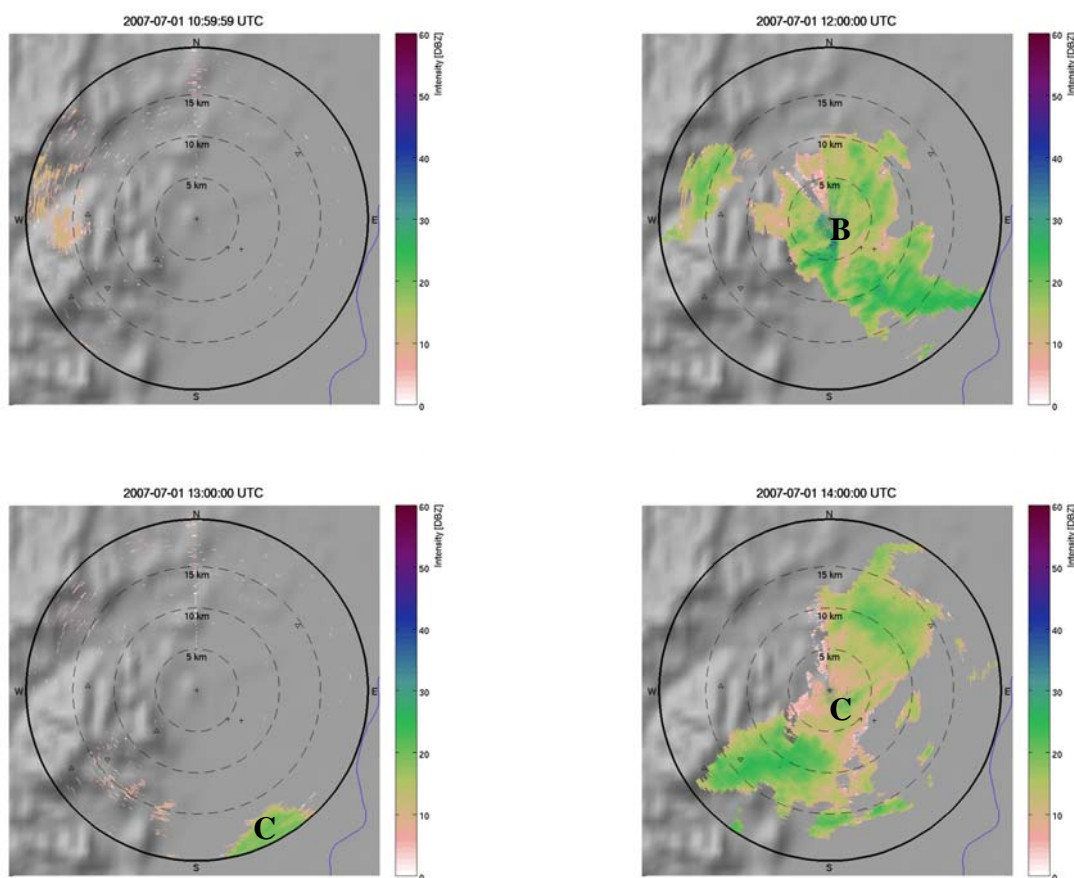 2007-07-01 10:59:59 UTC
N
15 km
10 km
5 km
W
E
S
60
50
40
30
20
10
0
Intensity [DBZ]
2007-07-01 12:00:00 UTC
N
15 km
10 km
5 km
B
W
E
S
60
50
40
30
20
10
0
Intensity [DBZ]
2007-07-01 13:00:00 UTC
N
15 km
10 km
5 km
W
E
C
S
60
50
40
30
20
10
0
Intensity [DBZ]
2007-07-01 14:00:00 UTC
N
15 km
10 km
5 km
W
E
C
S
60
50
40
30
20
10
0
Intensity [DBZ]